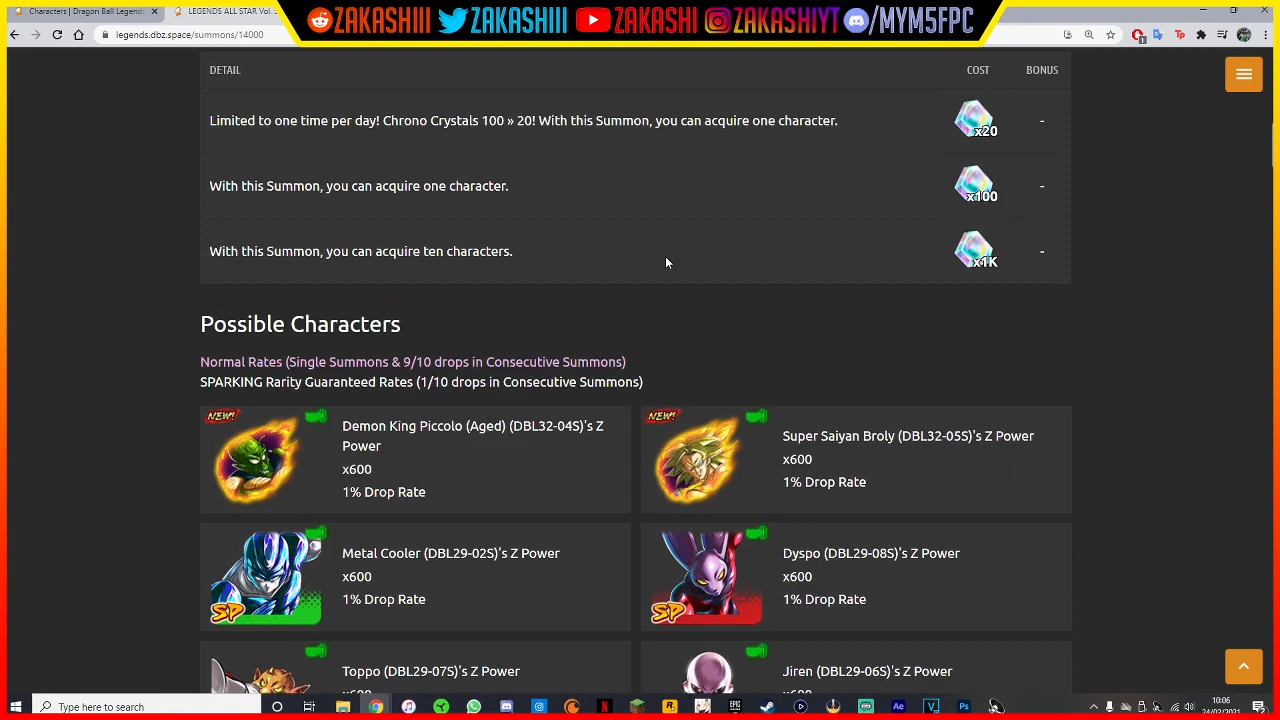 Characters | Dragon Ball Legends
LEGENDS ALL STAR Vol.
ZAKASHIII ZAKASHIIII ZAKASHI ZAKASHIYT /MYM5FPC
legends.dbz.space/summons/14000
DETAIL COST BONUS
Limited to one time per day! Chrono Crystals 100 » 20! With this Summon, you can acquire one character. x20 -
With this Summon, you can acquire one character. x100 -
With this Summon, you can acquire ten characters. x1K -
Possible Characters
Normal Rates (Single Summons & 9/10 drops in Consecutive Summons)
SPARKING Rarity Guaranteed Rates (1/10 drops in Consecutive Summons)
NEW!
Demon King Piccolo (Aged) (DBL32-04S)'s Z
Power
x600
1% Drop Rate
NEW!
Super Saiyan Broly (DBL32-05S)'s Z Power
x600
1% Drop Rate
SP
Metal Cooler (DBL29-02S)'s Z Power
x600
1% Drop Rate
SP
Dyspo (DBL29-08S)'s Z Power
x600
1% Drop Rate
Toppo (DBL29-07S)'s Z Power
x600
Jiren (DBL29-06S)'s Z Power
x600
Type here to search
10:06
24/02/2021